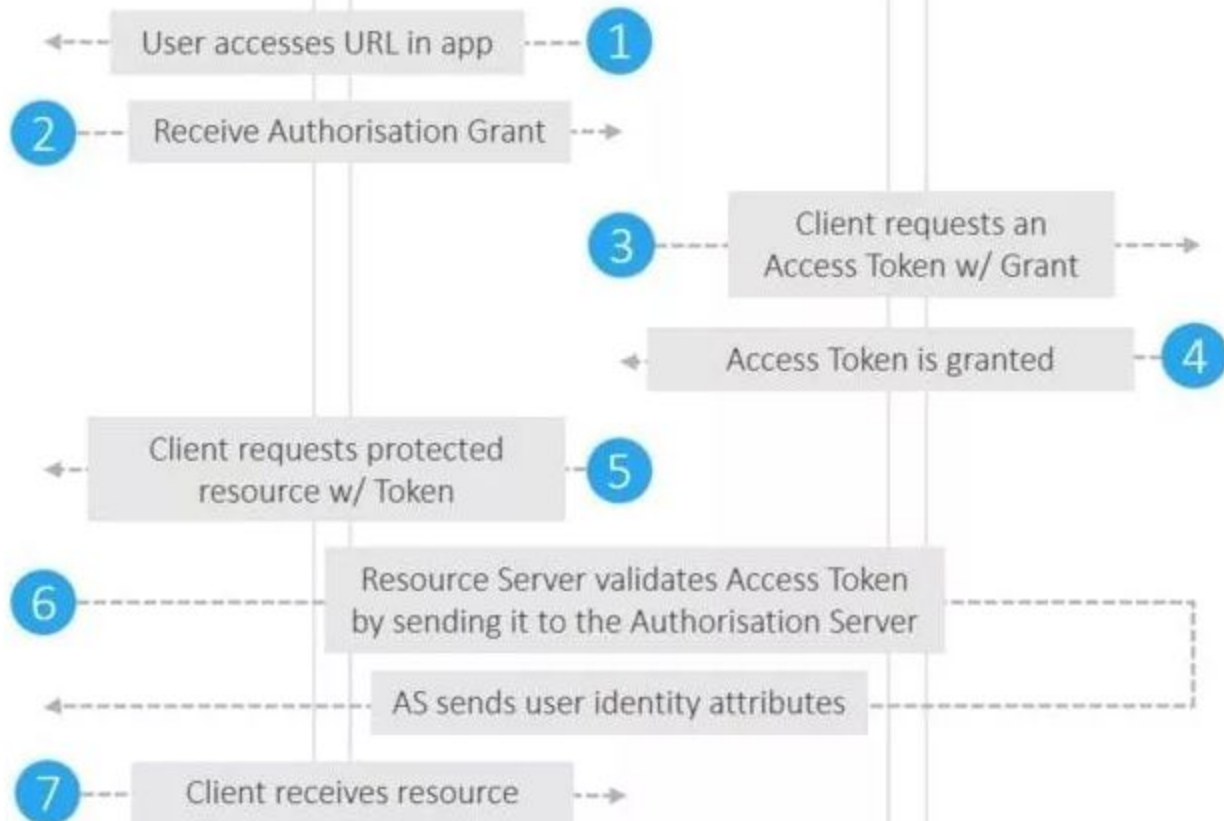 User accesses URL in app
1
2
Receive Authorisation Grant
3
Client requests an
Access Token w/ Grant
Access Token is granted
4
Client requests protected
resource w/ Token
5
6
Resource Server validates Access Token
by sending it to the Authorisation Server
AS sends user identity attributes
7
Client receives resource